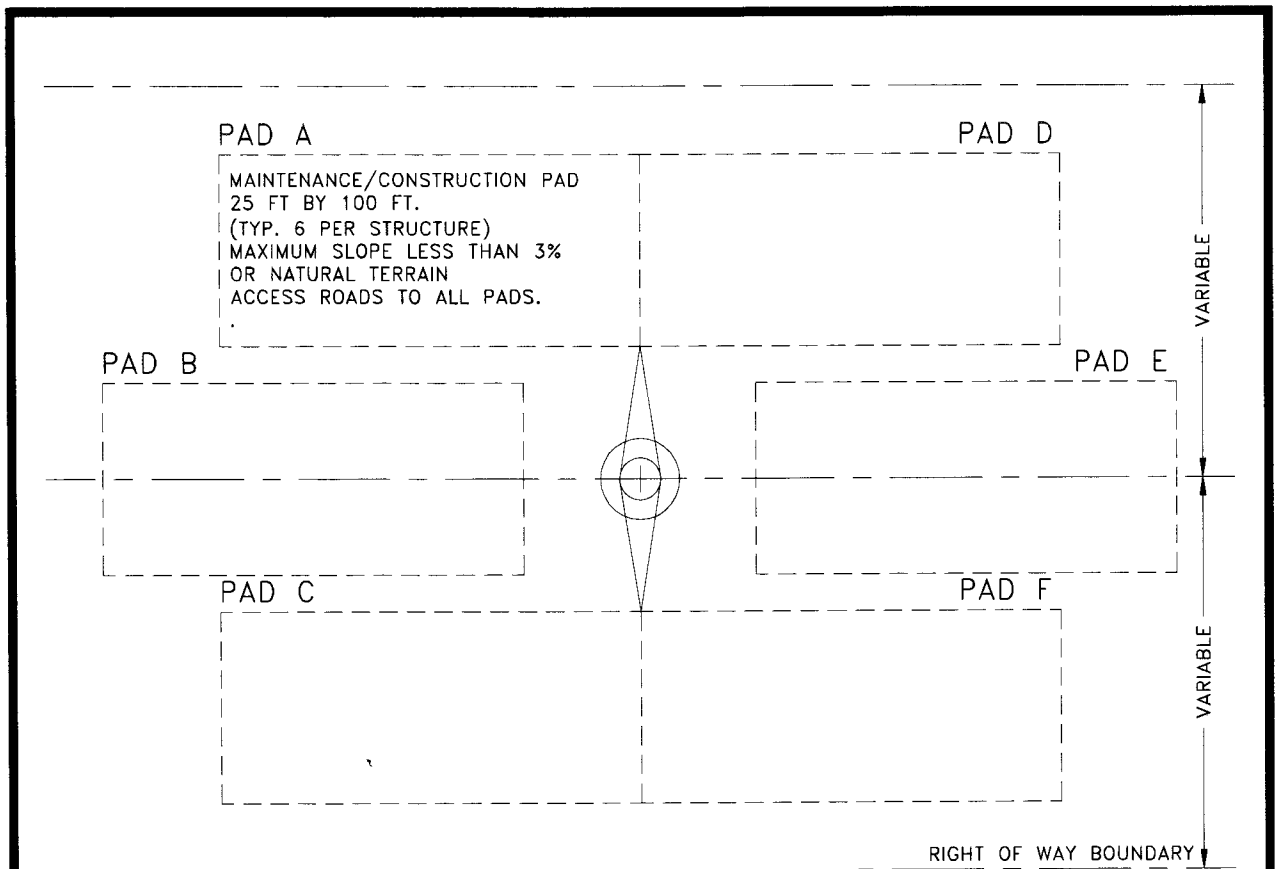 PAD A
PAD D
MAINTENANCE/CONSTRUCTION PAD
25 FT BY 100 FT.
(TYP. 6 PER STRUCTURE)
MAXIMUM SLOPE LESS THAN 3%
OR NATURAL TERRAIN
ACCESS ROADS TO ALL PADS.
VARIABLE
PAD B
PAD E
PAD C
PAD F
VARIABLE
RIGHT OF WAY BOUNDARY